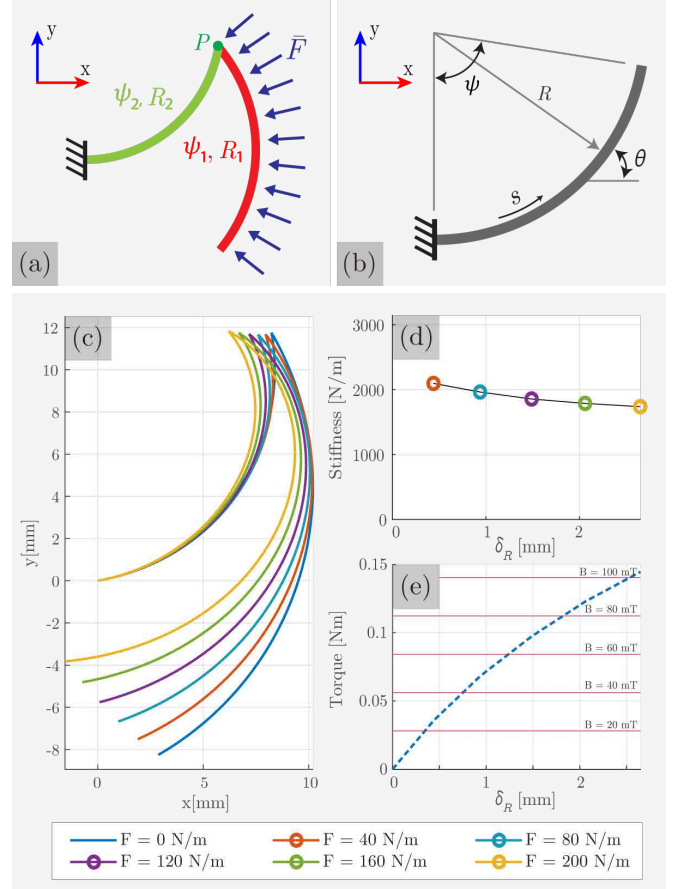 y
x
P
F̄
ψ₂, R₂
ψ₁, R₁
(a)
y
x
ψ
R
θ
s
(b)
(c)
12
10
8
6
4
2
0
-2
-4
-6
-8
y[mm]
0
5
10
x[mm]
(d)
3000
2000
1000
0
Stiffness [N/m]
0
1
2
δ_R [mm]
(e)
0.15
0.1
0.05
0
Torque [Nm]
B = 100 mT
B = 80 mT
B = 60 mT
B = 40 mT
B = 20 mT
0
1
2
δ_R [mm]
F = 0 N/m
F = 40 N/m
F = 80 N/m
F = 120 N/m
F = 160 N/m
F = 200 N/m